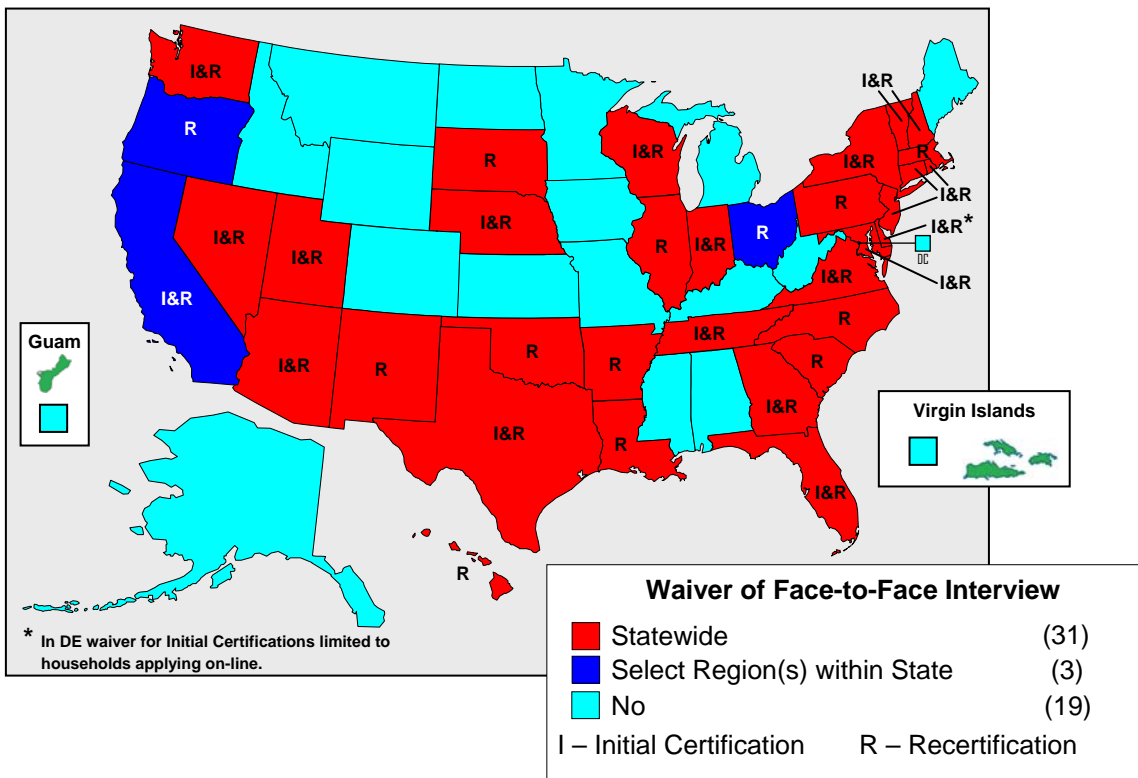 I&R
I&R
R
I&R
R
I&R
I&R
R
I&R
R
I&R
R
R
I&R
I&R
I&R*
DC
I&R
I&R
I&R
I&R
I&R
I&R
R
Guam
I&R
R
R
R
R
I&R
Virgin Islands
I&R
R
I&R
R
Waiver of Face-to-Face Interview
Statewide (31)
Select Region(s) within State (3)
No (19)
I – Initial Certification R – Recertification
* In DE waiver for Initial Certifications limited to
households applying on-line.